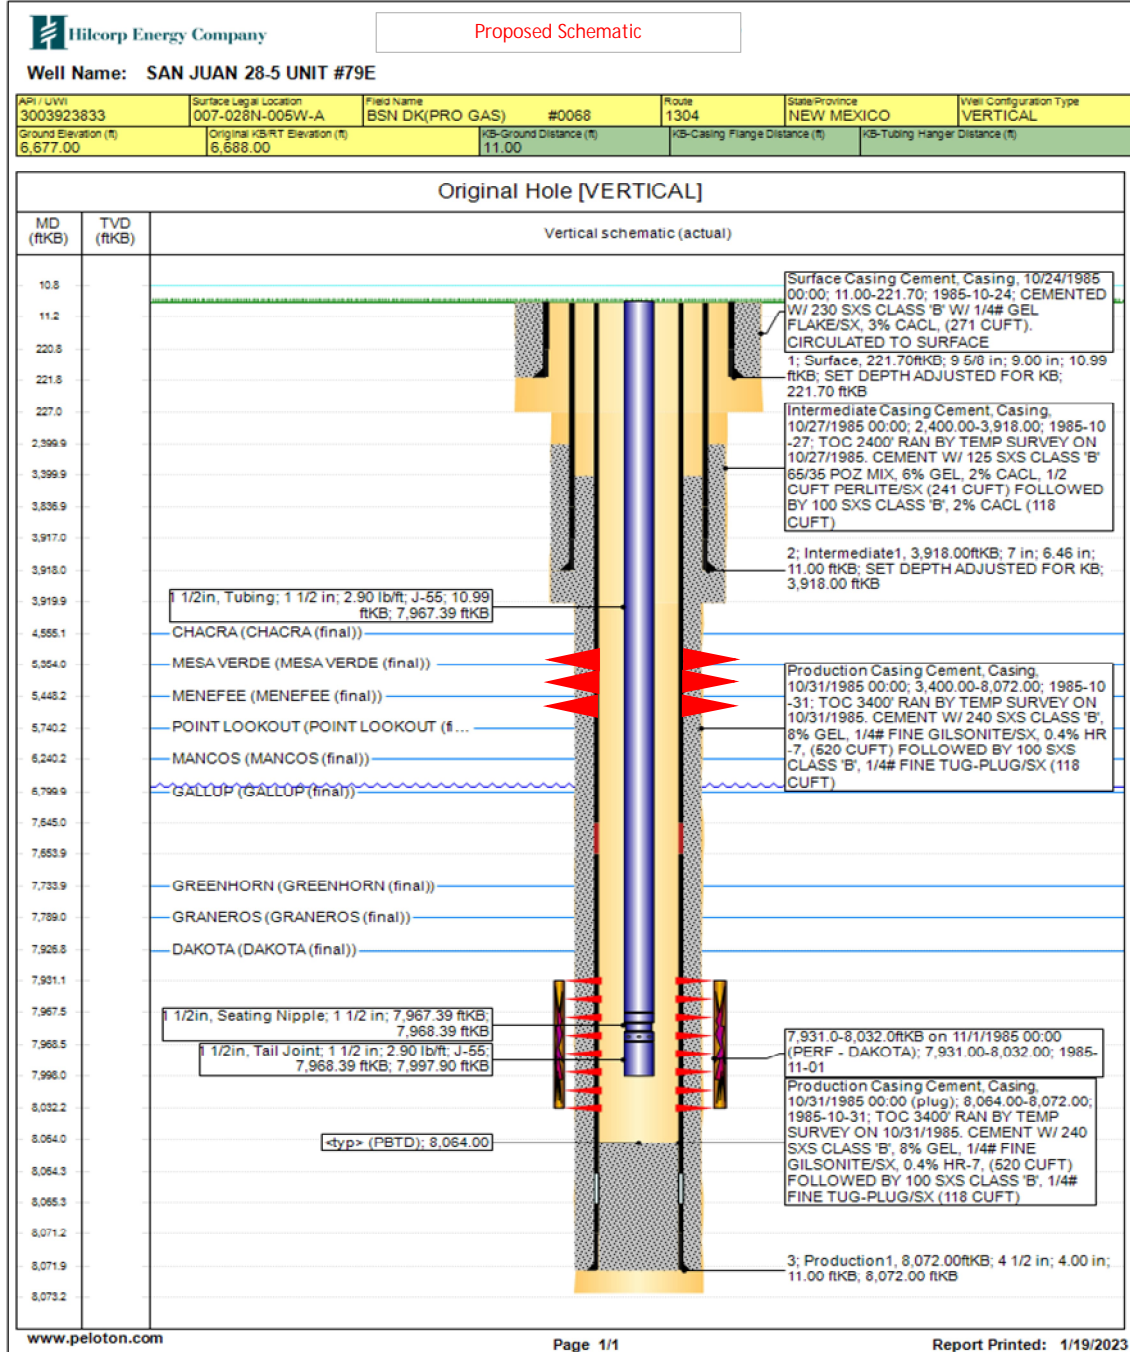 Hilcorp Energy Company
Proposed Schematic
Well Name: SAN JUAN 28-5 UNIT #79E
API / UWI
3003923833
Surface Legal Location
007-028N-005W-A
Field Name
BSN DK(PRO GAS) #0068
Route
1304
State/Province
NEW MEXICO
Well Configuration Type
VERTICAL
Ground Elevation (ft)
6,677.00
Original KB/RT Elevation (ft)
6,688.00
KB-Ground Distance (ft)
11.00
KB-Casing Flange Distance (ft)
KB-Tubing Hanger Distance (ft)
Original Hole [VERTICAL]
MD
(ftKB)
TVD
(ftKB)
Vertical schematic (actual)
10.8
11.2
220.8
221.8
227.0
2,399.9
3,399.9
3,836.9
3,917.0
3,918.0
3,919.9
4,555.1
5,354.0
5,448.2
5,740.2
6,240.2
6,799.9
7,645.0
7,653.9
7,733.9
7,789.0
7,926.8
7,931.1
7,967.5
7,968.5
7,998.0
8,032.2
8,064.0
8,064.3
8,065.3
8,071.2
8,071.9
8,073.2
Surface Casing Cement, Casing, 10/24/1985
00:00; 11.00-221.70; 1985-10-24; CEMENTED
W/ 230 SXS CLASS 'B' W/ 1/4# GEL
FLAKE/SX, 3% CACL, (271 CUFT).
CIRCULATED TO SURFACE
1; Surface, 221.70ftKB; 9 5/8 in; 9.00 in; 10.99
ftKB; SET DEPTH ADJUSTED FOR KB;
221.70 ftKB
Intermediate Casing Cement, Casing,
10/27/1985 00:00; 2,400.00-3,918.00; 1985-10
-27; TOC 2400' RAN BY TEMP SURVEY ON
10/27/1985. CEMENT W/ 125 SXS CLASS 'B'
65/35 POZ MIX, 6% GEL, 2% CACL, 1/2
CUFT PERLITE/SX (241 CUFT) FOLLOWED
BY 100 SXS CLASS 'B', 2% CACL (118
CUFT)
2; Intermediate1, 3,918.00ftKB; 7 in; 6.46 in;
11.00 ftKB; SET DEPTH ADJUSTED FOR KB;
3,918.00 ftKB
1 1/2in, Tubing; 1 1/2 in; 2.90 lb/ft; J-55; 10.99
ftKB; 7,967.39 ftKB
CHACRA (CHACRA (final))
MESA VERDE (MESA VERDE (final))
MENEFEE (MENEFEE (final))
POINT LOOKOUT (POINT LOOKOUT (fi...
MANCOS (MANCOS (final))
GALLUP (GALLUP (final))
GREENHORN (GREENHORN (final))
GRANEROS (GRANEROS (final))
DAKOTA (DAKOTA (final))
Production Casing Cement, Casing,
10/31/1985 00:00; 3,400.00-8,072.00; 1985-10
-31; TOC 3400' RAN BY TEMP SURVEY ON
10/31/1985. CEMENT W/ 240 SXS CLASS 'B',
8% GEL, 1/4# FINE GILSONITE/SX, 0.4% HR
-7, (520 CUFT) FOLLOWED BY 100 SXS
CLASS 'B', 1/4# FINE TUG-PLUG/SX (118
CUFT)
1 1/2in, Seating Nipple; 1 1/2 in; 7,967.39 ftKB;
7,968.39 ftKB
1 1/2in, Tail Joint; 1 1/2 in; 2.90 lb/ft; J-55;
7,968.39 ftKB; 7,997.90 ftKB
7,931.0-8,032.0ftKB on 11/1/1985 00:00
(PERF - DAKOTA); 7,931.00-8,032.00; 1985-
11-01
Production Casing Cement, Casing,
10/31/1985 00:00 (plug); 8,064.00-8,072.00;
1985-10-31; TOC 3400' RAN BY TEMP
SURVEY ON 10/31/1985. CEMENT W/ 240
SXS CLASS 'B', 8% GEL, 1/4# FINE
GILSONITE/SX, 0.4% HR-7, (520 CUFT)
FOLLOWED BY 100 SXS CLASS 'B', 1/4#
FINE TUG-PLUG/SX (118 CUFT)
<typ> (PBTD); 8,064.00
3; Production1, 8,072.00ftKB; 4 1/2 in; 4.00 in;
11.00 ftKB; 8,072.00 ftKB
www.peloton.com
Page 1/1
Report Printed: 1/19/2023